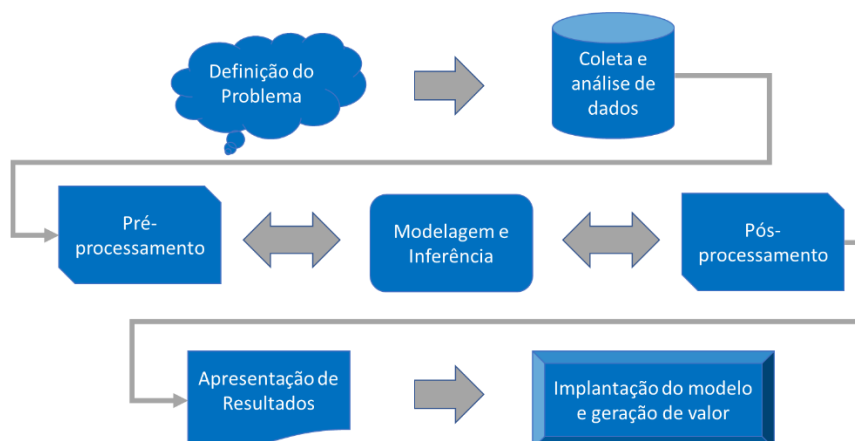 Definição do
Problema
Coleta e
análise de
dados
Pré-
processamento
Modelagem e
Inferência
Pós-
processamento
Apresentação de
Resultados
Implantação do modelo
e geração de valor